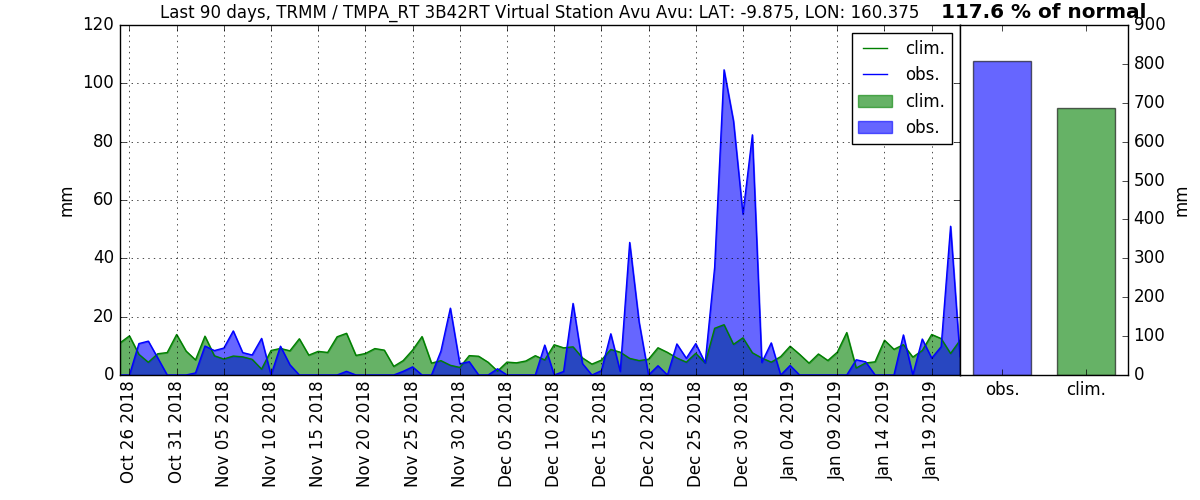 Last 90 days, TRMM / TMPA_RT 3B42RT Virtual Station Avu Avu: LAT: -9.875, LON: 160.375
117.6 % of normal
120
100
80
60
40
20
0
mm
clim.
obs.
clim.
obs.
900
800
700
600
500
400
300
200
100
0
mm
Oct 26 2018
Oct 31 2018
Nov 05 2018
Nov 10 2018
Nov 15 2018
Nov 20 2018
Nov 25 2018
Nov 30 2018
Dec 05 2018
Dec 10 2018
Dec 15 2018
Dec 20 2018
Dec 25 2018
Dec 30 2018
Jan 04 2019
Jan 09 2019
Jan 14 2019
Jan 19 2019
obs.
clim.